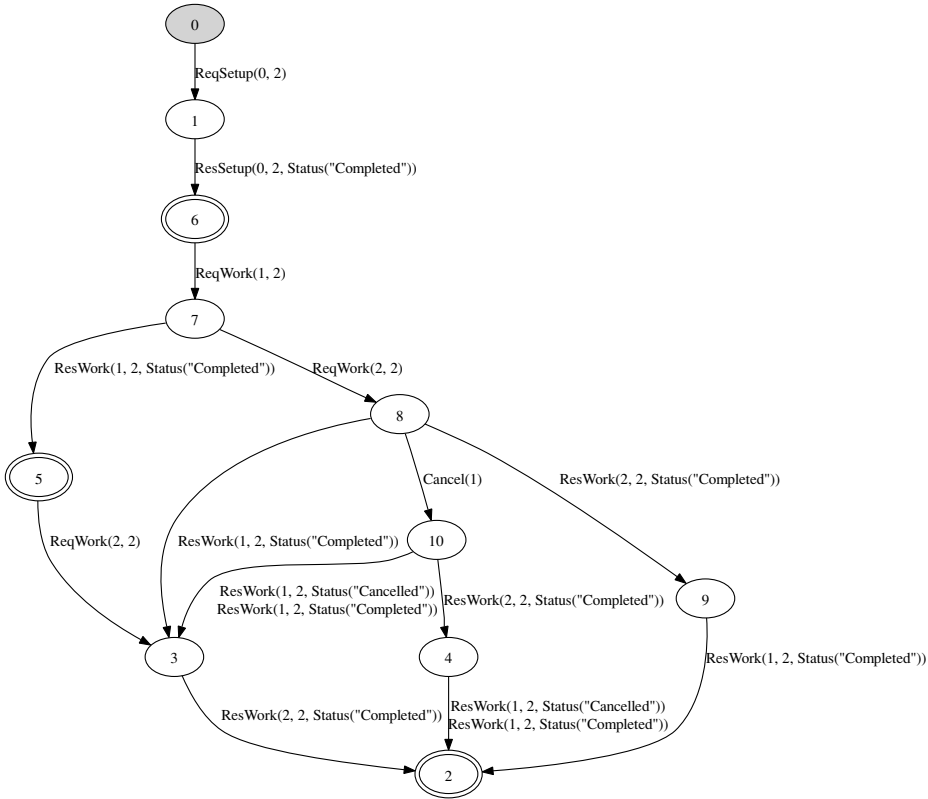 0
ReqSetup(0, 2)
1
ResSetup(0, 2, Status("Completed"))
6
ReqWork(1, 2)
7
ResWork(1, 2, Status("Completed"))
ReqWork(2, 2)
8
5
Cancel(1)
ResWork(2, 2, Status("Completed"))
ReqWork(2, 2)
ResWork(1, 2, Status("Completed"))
10
ResWork(1, 2, Status("Cancelled"))
ResWork(1, 2, Status("Completed"))
ResWork(2, 2, Status("Completed"))
9
3
4
ResWork(1, 2, Status("Completed"))
ResWork(2, 2, Status("Completed"))
ResWork(1, 2, Status("Cancelled"))
ResWork(1, 2, Status("Completed"))
2